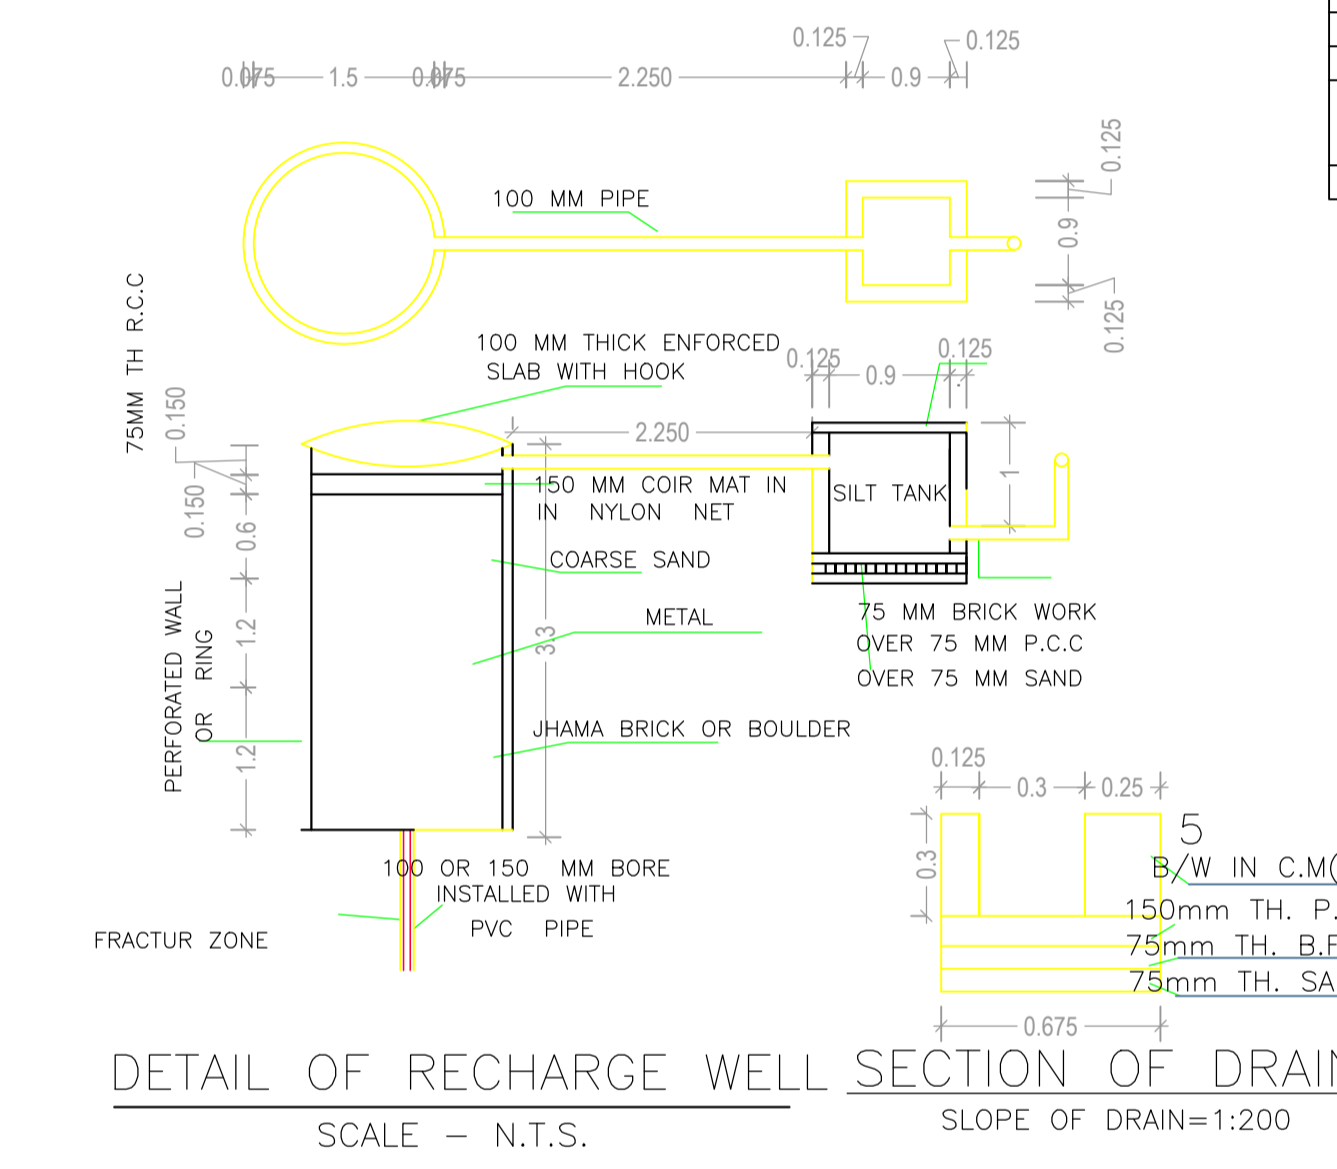 0.125
0.125
0.075
1.5
0.075
2.250
0.9
0.125
0.9
0.125
100 MM PIPE
75MM TH R.C.C
100 MM THICK ENFORCED
SLAB WITH HOOK
0.125
0.9
0.125
0.150
0.150
0.6
1.2
1.2
2.250
3.3
1
150 MM COIR MAT IN
IN NYLON NET
SILT TANK
COARSE SAND
METAL
75 MM BRICK WORK
OVER 75 MM P.C.C
OVER 75 MM SAND
PERFORATED WALL
OR RING
JHAMA BRICK OR BOULDER
100 OR 150 MM BORE
INSTALLED WITH
PVC PIPE
FRACTUR ZONE
0.125
0.3
0.25
0.3
5
B/W IN C.M(
150mm TH. P.
75mm TH. B.F
75mm TH. SA
0.675
DETAIL OF RECHARGE WELL
SCALE - N.T.S.
SECTION OF DRAIN
SLOPE OF DRAIN=1:200